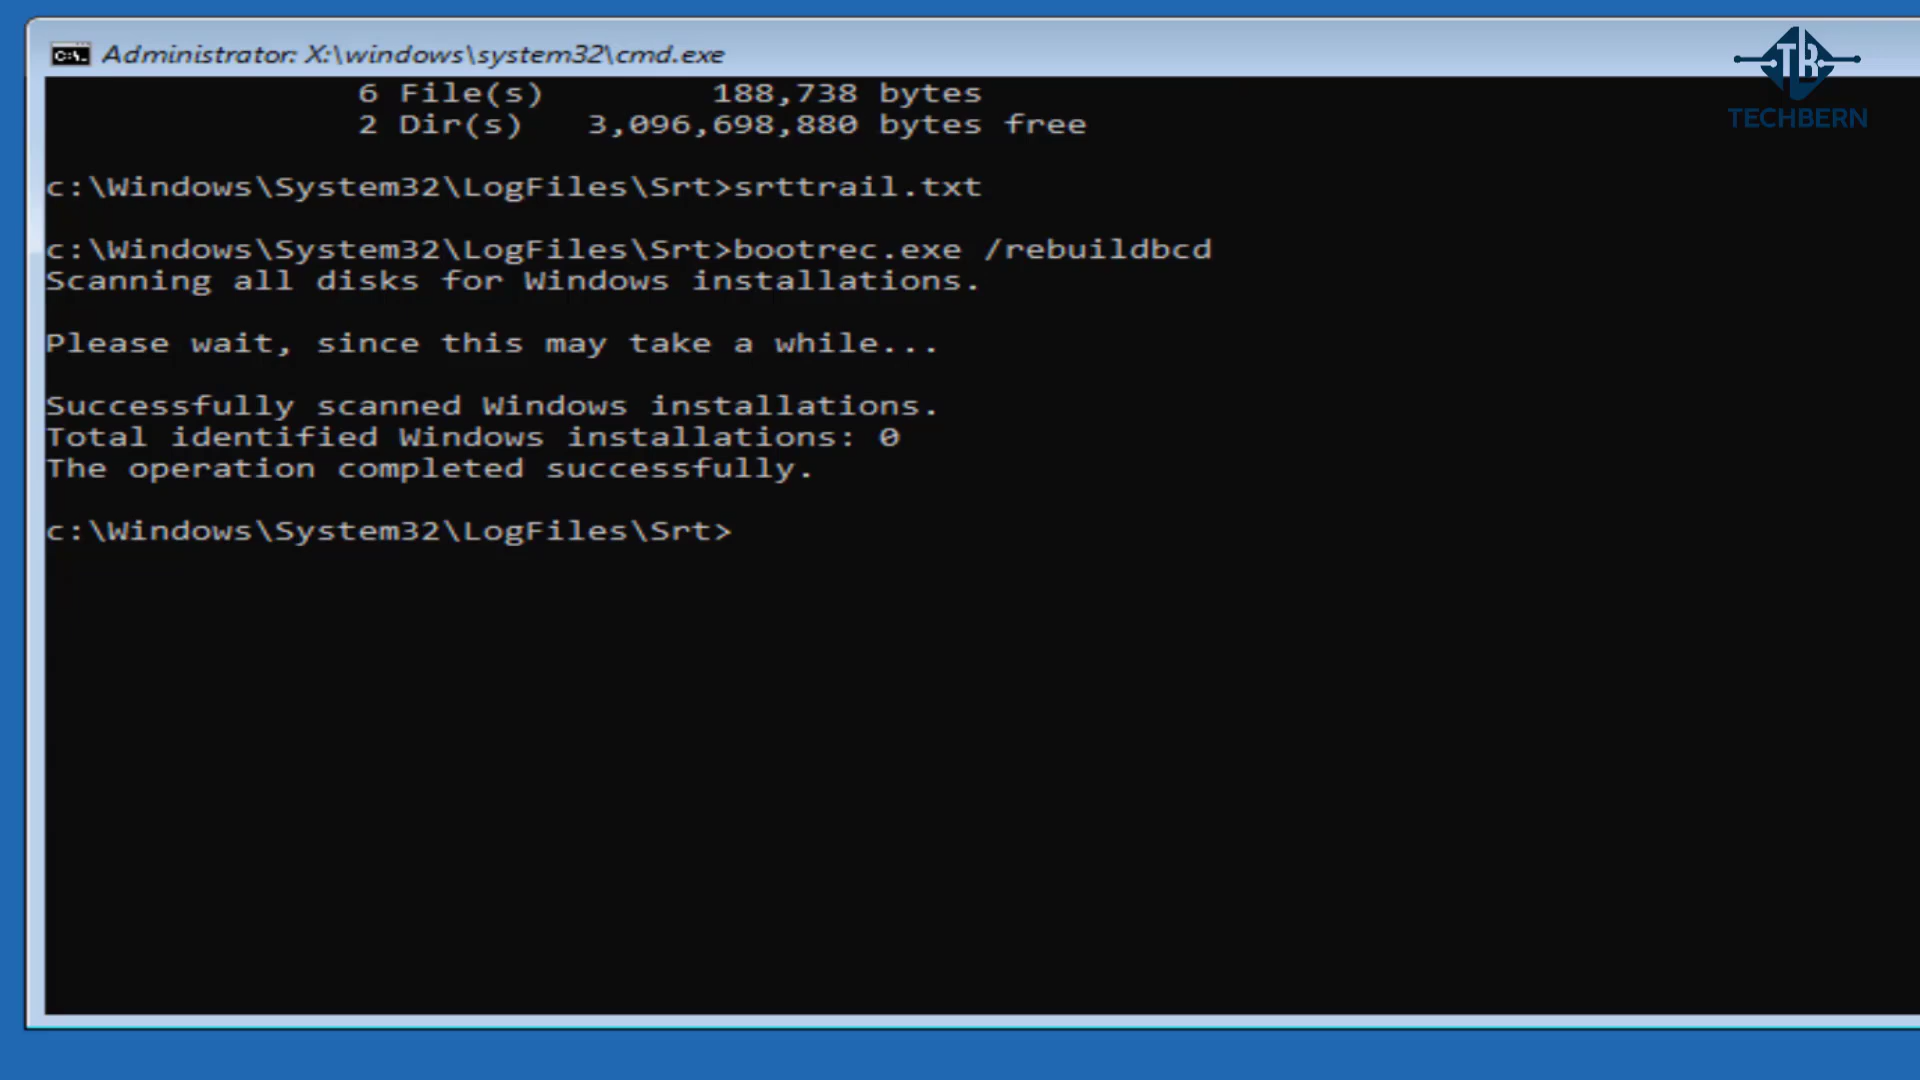 Administrator: X:\windows\system32\cmd.exe
TB
TECHBERN
6 File(s) 188,738 bytes
2 Dir(s) 3,096,698,880 bytes free
c:\Windows\System32\LogFiles\Srt>srttrail.txt
c:\Windows\System32\LogFiles\Srt>bootrec.exe /rebuildbcd
Scanning all disks for Windows installations.
Please wait, since this may take a while...
Successfully scanned Windows installations.
Total identified Windows installations: 0
The operation completed successfully.
c:\Windows\System32\LogFiles\Srt>